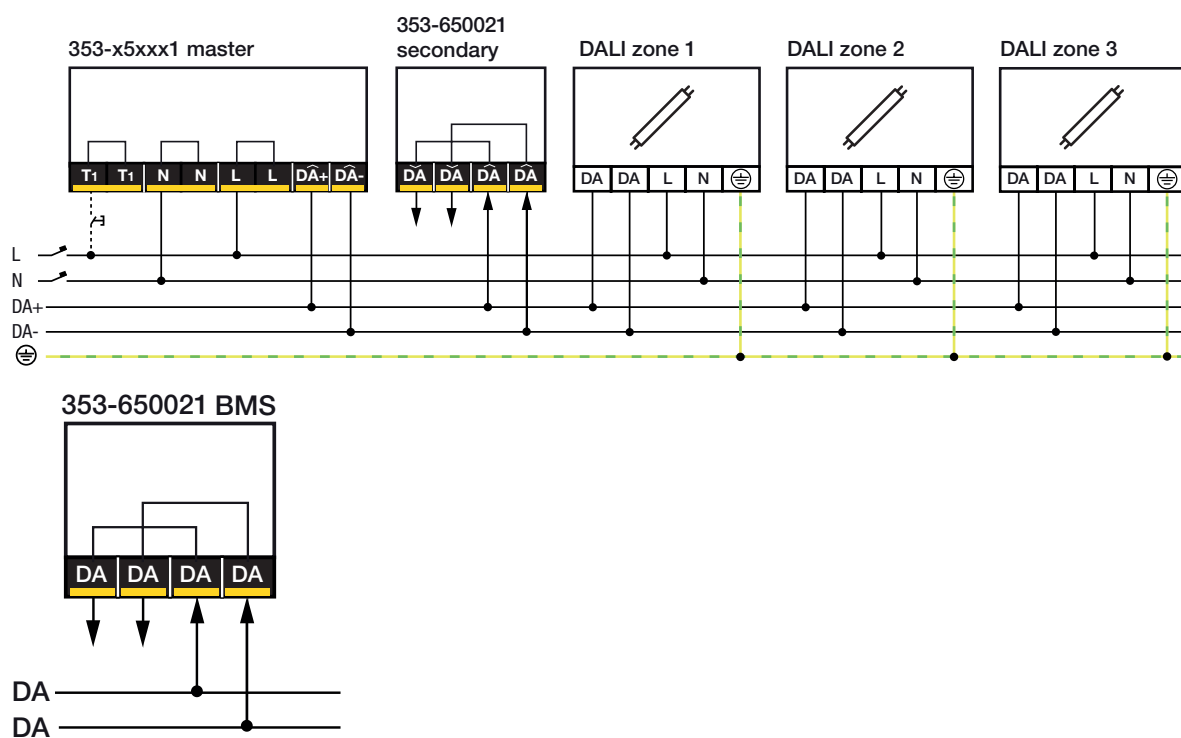 353-x5xxx1 master
353-650021
secondary
DALI zone 1
DALI zone 2
DALI zone 3
T1 T1 N N L L DA+ DA-
DA DA DA DA
DA DA L N
DA DA L N
DA DA L N
L
N
DA+
DA-
353-650021 BMS
DA DA DA DA
DA
DA